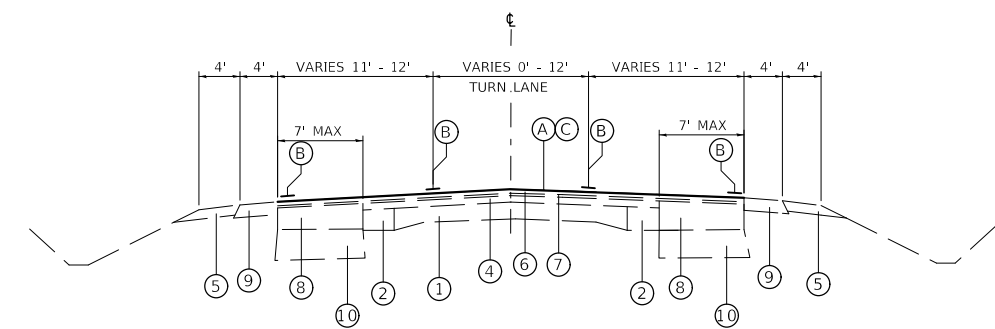 ℄
4' 4' VARIES 11' - 12' VARIES 0' - 12' VARIES 11' - 12' 4' 4'
TURN LANE
7' MAX 7' MAX
A C
B B B B
5 9 8 10 2 1 4 6 7 2 8 10 9 5